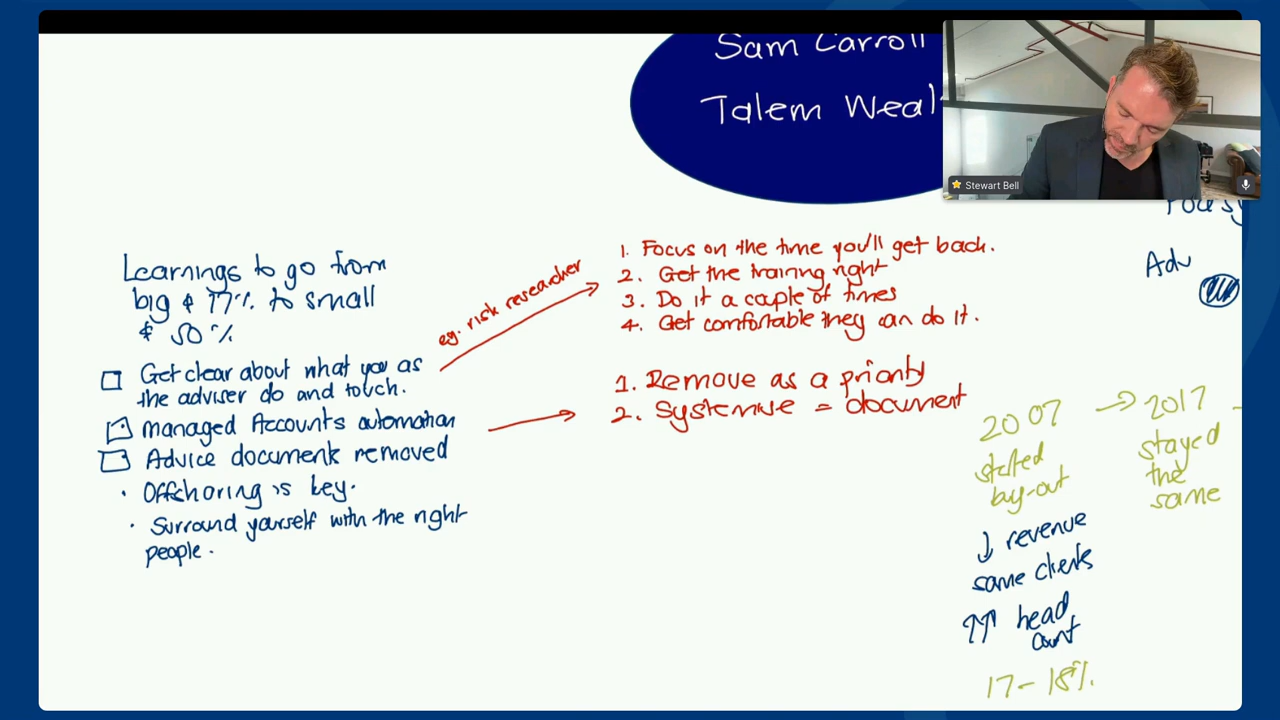 Sam Carroll
Talem Weal
Stewart Bell
Adv
Learnings to go from
big & 17% to small
& 50%
Get clear about what you as
the adviser do and touch.
Managed Accounts automation
Advice document removed
· Offshoring is key.
· Surround yourself with the right
people.
eg. risk researcher
1. Focus on the time you'll get back.
2. Get the training right
3. Do it a couple of times
4. Get comfortable they can do it.
1. Remove as a priority
2. Systemise = document
2007 → 2017
started
buy-out
stayed
the
same
↓ revenue
same clients
↑↑ head
count
17-18%